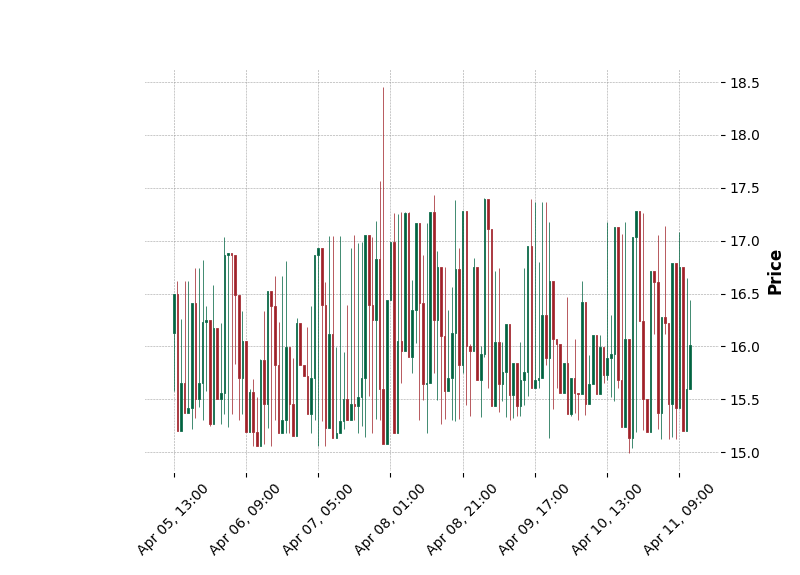 18.5
18.0
17.5
17.0
16.5
16.0
15.5
15.0
Price
Apr 05, 13:00
Apr 06, 09:00
Apr 07, 05:00
Apr 08, 01:00
Apr 08, 21:00
Apr 09, 17:00
Apr 10, 13:00
Apr 11, 09:00